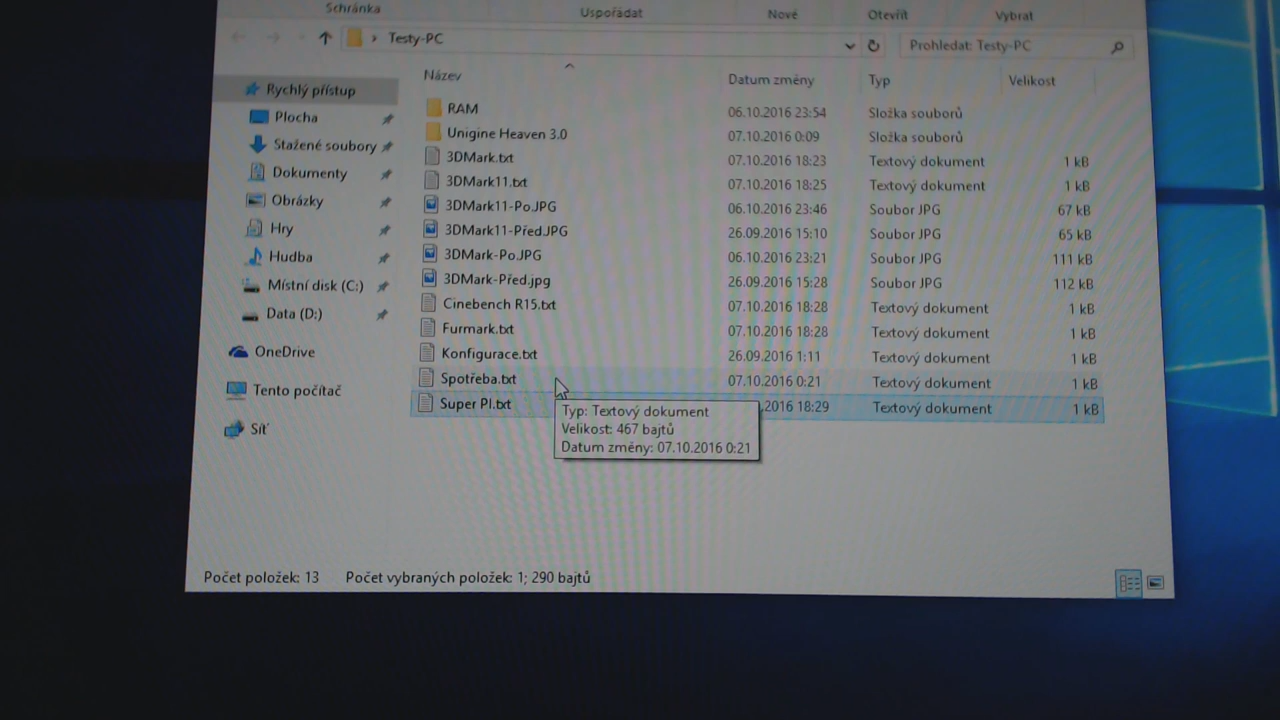 Schránka Uspořádat Nové Otevřít Vybrat
Testy-PC Prohledat: Testy-PC
Název Datum změny Typ Velikost
Rychlý přístup
Plocha
Stažené soubory
Dokumenty
Obrázky
Hry
Hudba
Místní disk (C:)
Data (D:)
OneDrive
Tento počítač
Síť
RAM 06.10.2016 23:54 Složka souborů
Unigine Heaven 3.0 07.10.2016 0:09 Složka souborů
3DMark.txt 07.10.2016 18:23 Textový dokument 1 kB
3DMark11.txt 07.10.2016 18:25 Textový dokument 1 kB
3DMark11-Po.JPG 06.10.2016 23:46 Soubor JPG 67 kB
3DMark11-Před.JPG 26.09.2016 15:10 Soubor JPG 65 kB
3DMark-Po.JPG 06.10.2016 23:21 Soubor JPG 111 kB
3DMark-Před.jpg 26.09.2016 15:28 Soubor JPG 112 kB
Cinebench R15.txt 07.10.2016 18:28 Textový dokument 1 kB
Furmark.txt 07.10.2016 18:28 Textový dokument 1 kB
Konfigurace.txt 26.09.2016 1:11 Textový dokument 1 kB
Spotřeba.txt 07.10.2016 0:21 Textový dokument 1 kB
Super PI.txt .2016 18:29 Textový dokument 1 kB
Typ: Textový dokument
Velikost: 467 bajtů
Datum změny: 07.10.2016 0:21
Počet položek: 13 Počet vybraných položek: 1; 290 bajtů